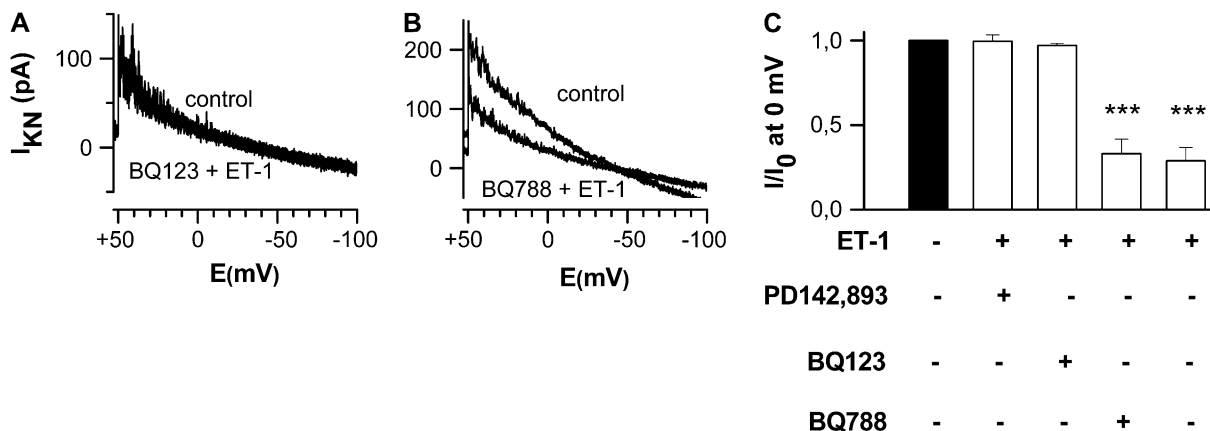 A
I_KN (pA)
100
0
control
BQ123 + ET-1
+50 0 -50 -100
E(mV)
B
200
100
0
control
BQ788 + ET-1
+50 0 -50 -100
E(mV)
C
I/I_0 at 0 mV
1,0
0,5
0,0
*** ***
ET-1 - + + + +
PD142,893 - + - - -
BQ123 - - + - -
BQ788 - - - + -